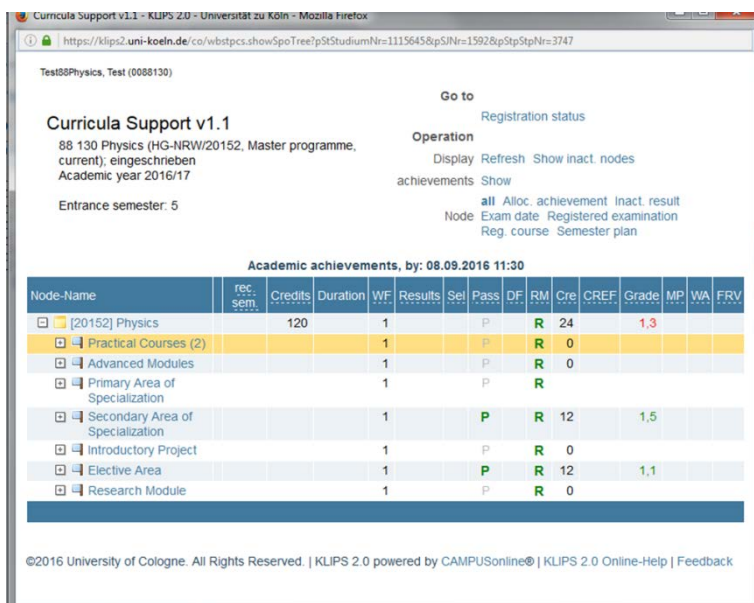 Curricula Support v1.1 - KLIPS 2.0 - Universität zu Köln - Mozilla Firefox
https://klips2.uni-koeln.de/co/wbstpcs.showSpoTree?pStStudiumNr=1115645&pSJNr=1592&pStpStpNr=3747
Test88Physics, Test (0088130)
Go to
Registration status
Curricula Support v1.1
88 130 Physics (HG-NRW/20152, Master programme,
current); eingeschrieben
Academic year 2016/17
Entrance semester: 5
Operation
Display Refresh Show inact. nodes
achievements Show
all Alloc. achievement Inact. result
Node Exam date Registered examination
Reg. course Semester plan
Academic achievements, by: 08.09.2016 11:30
Node-Name rec. sem. Credits Duration WF Results Sel Pass DF RM Cre CREF Grade MP WA FRV
[20152] Physics 120 1 P R 24 1,3
Practical Courses (2) 1 P R 0
Advanced Modules 1 P R 0
Primary Area of 1 P R
Specialization
Secondary Area of 1 P R 12 1,5
Specialization
Introductory Project 1 P R 0
Elective Area 1 P R 12 1,1
Research Module 1 P R 0
©2016 University of Cologne. All Rights Reserved. | KLIPS 2.0 powered by CAMPUSonline® | KLIPS 2.0 Online-Help | Feedback